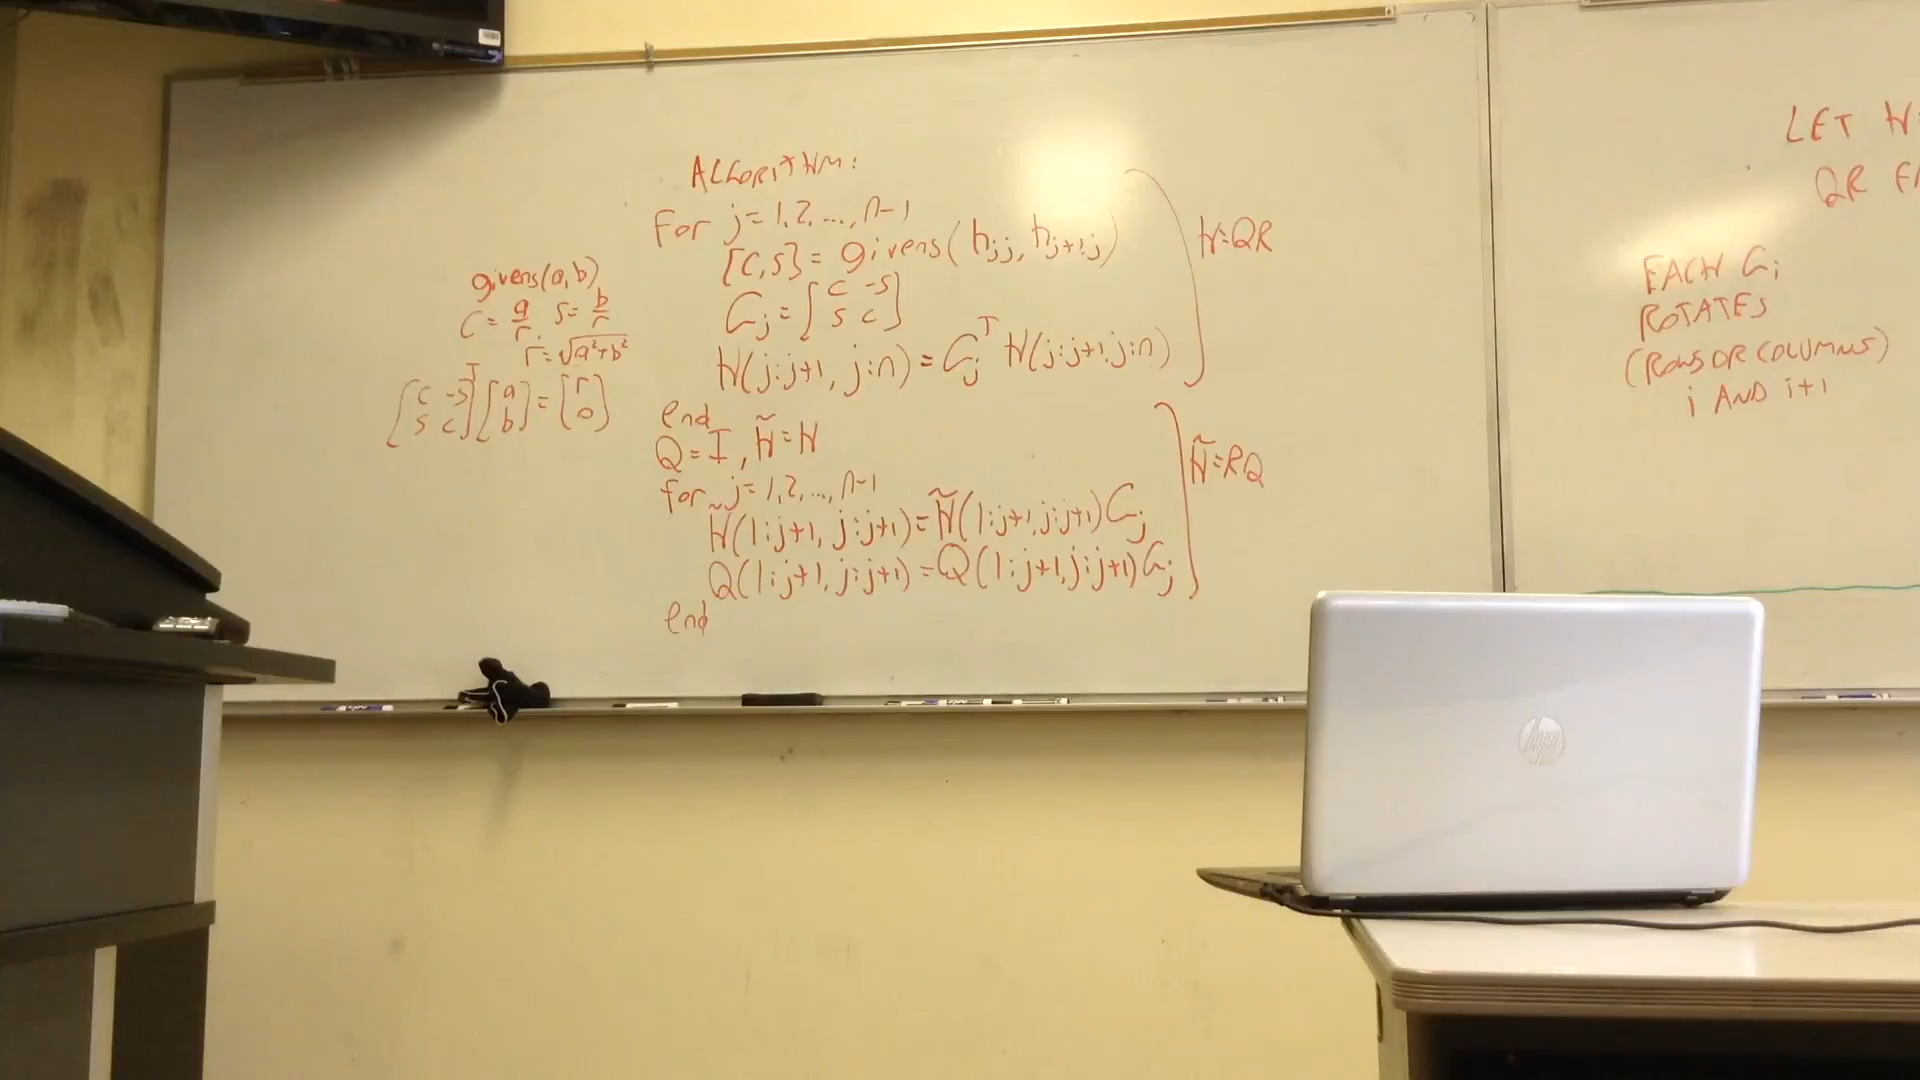 ALGORITHM:
For j = 1, 2, ..., n-1
[c,s] = givens(h_jj, h_j+1,j)
G_j = [c -s
s c]
H(j:j+1, j:n) = G_j^T H(j:j+1, j:n)
end
Q = I, H̃ = H
for j = 1, 2, ..., n-1
H̃(1:j+1, j:j+1) = H̃(1:j+1, j:j+1) G_j
Q(1:j+1, j:j+1) = Q(1:j+1, j:j+1) G_j
end
H=QR
H̃=RQ
givens(a,b)
c = a/r, s = b/r
r = √(a²+b²)
[c -s
s c]^T [a
b] = [r
0]
LET H
QR
EACH G_i
ROTATES
(ROWS OR COLUMNS)
i AND i+1
hp